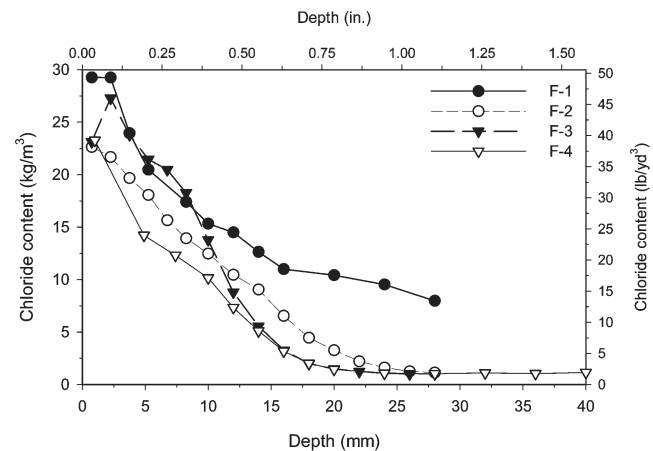 Depth (in.)
0.00 0.25 0.50 0.75 1.00 1.25 1.50
30
25
20
15
10
5
0
Chloride content (kg/m³)
F-1
F-2
F-3
F-4
50
45
40
35
30
25
20
15
10
5
0
Chloride content (lb/yd³)
0 5 10 15 20 25 30 35 40
Depth (mm)